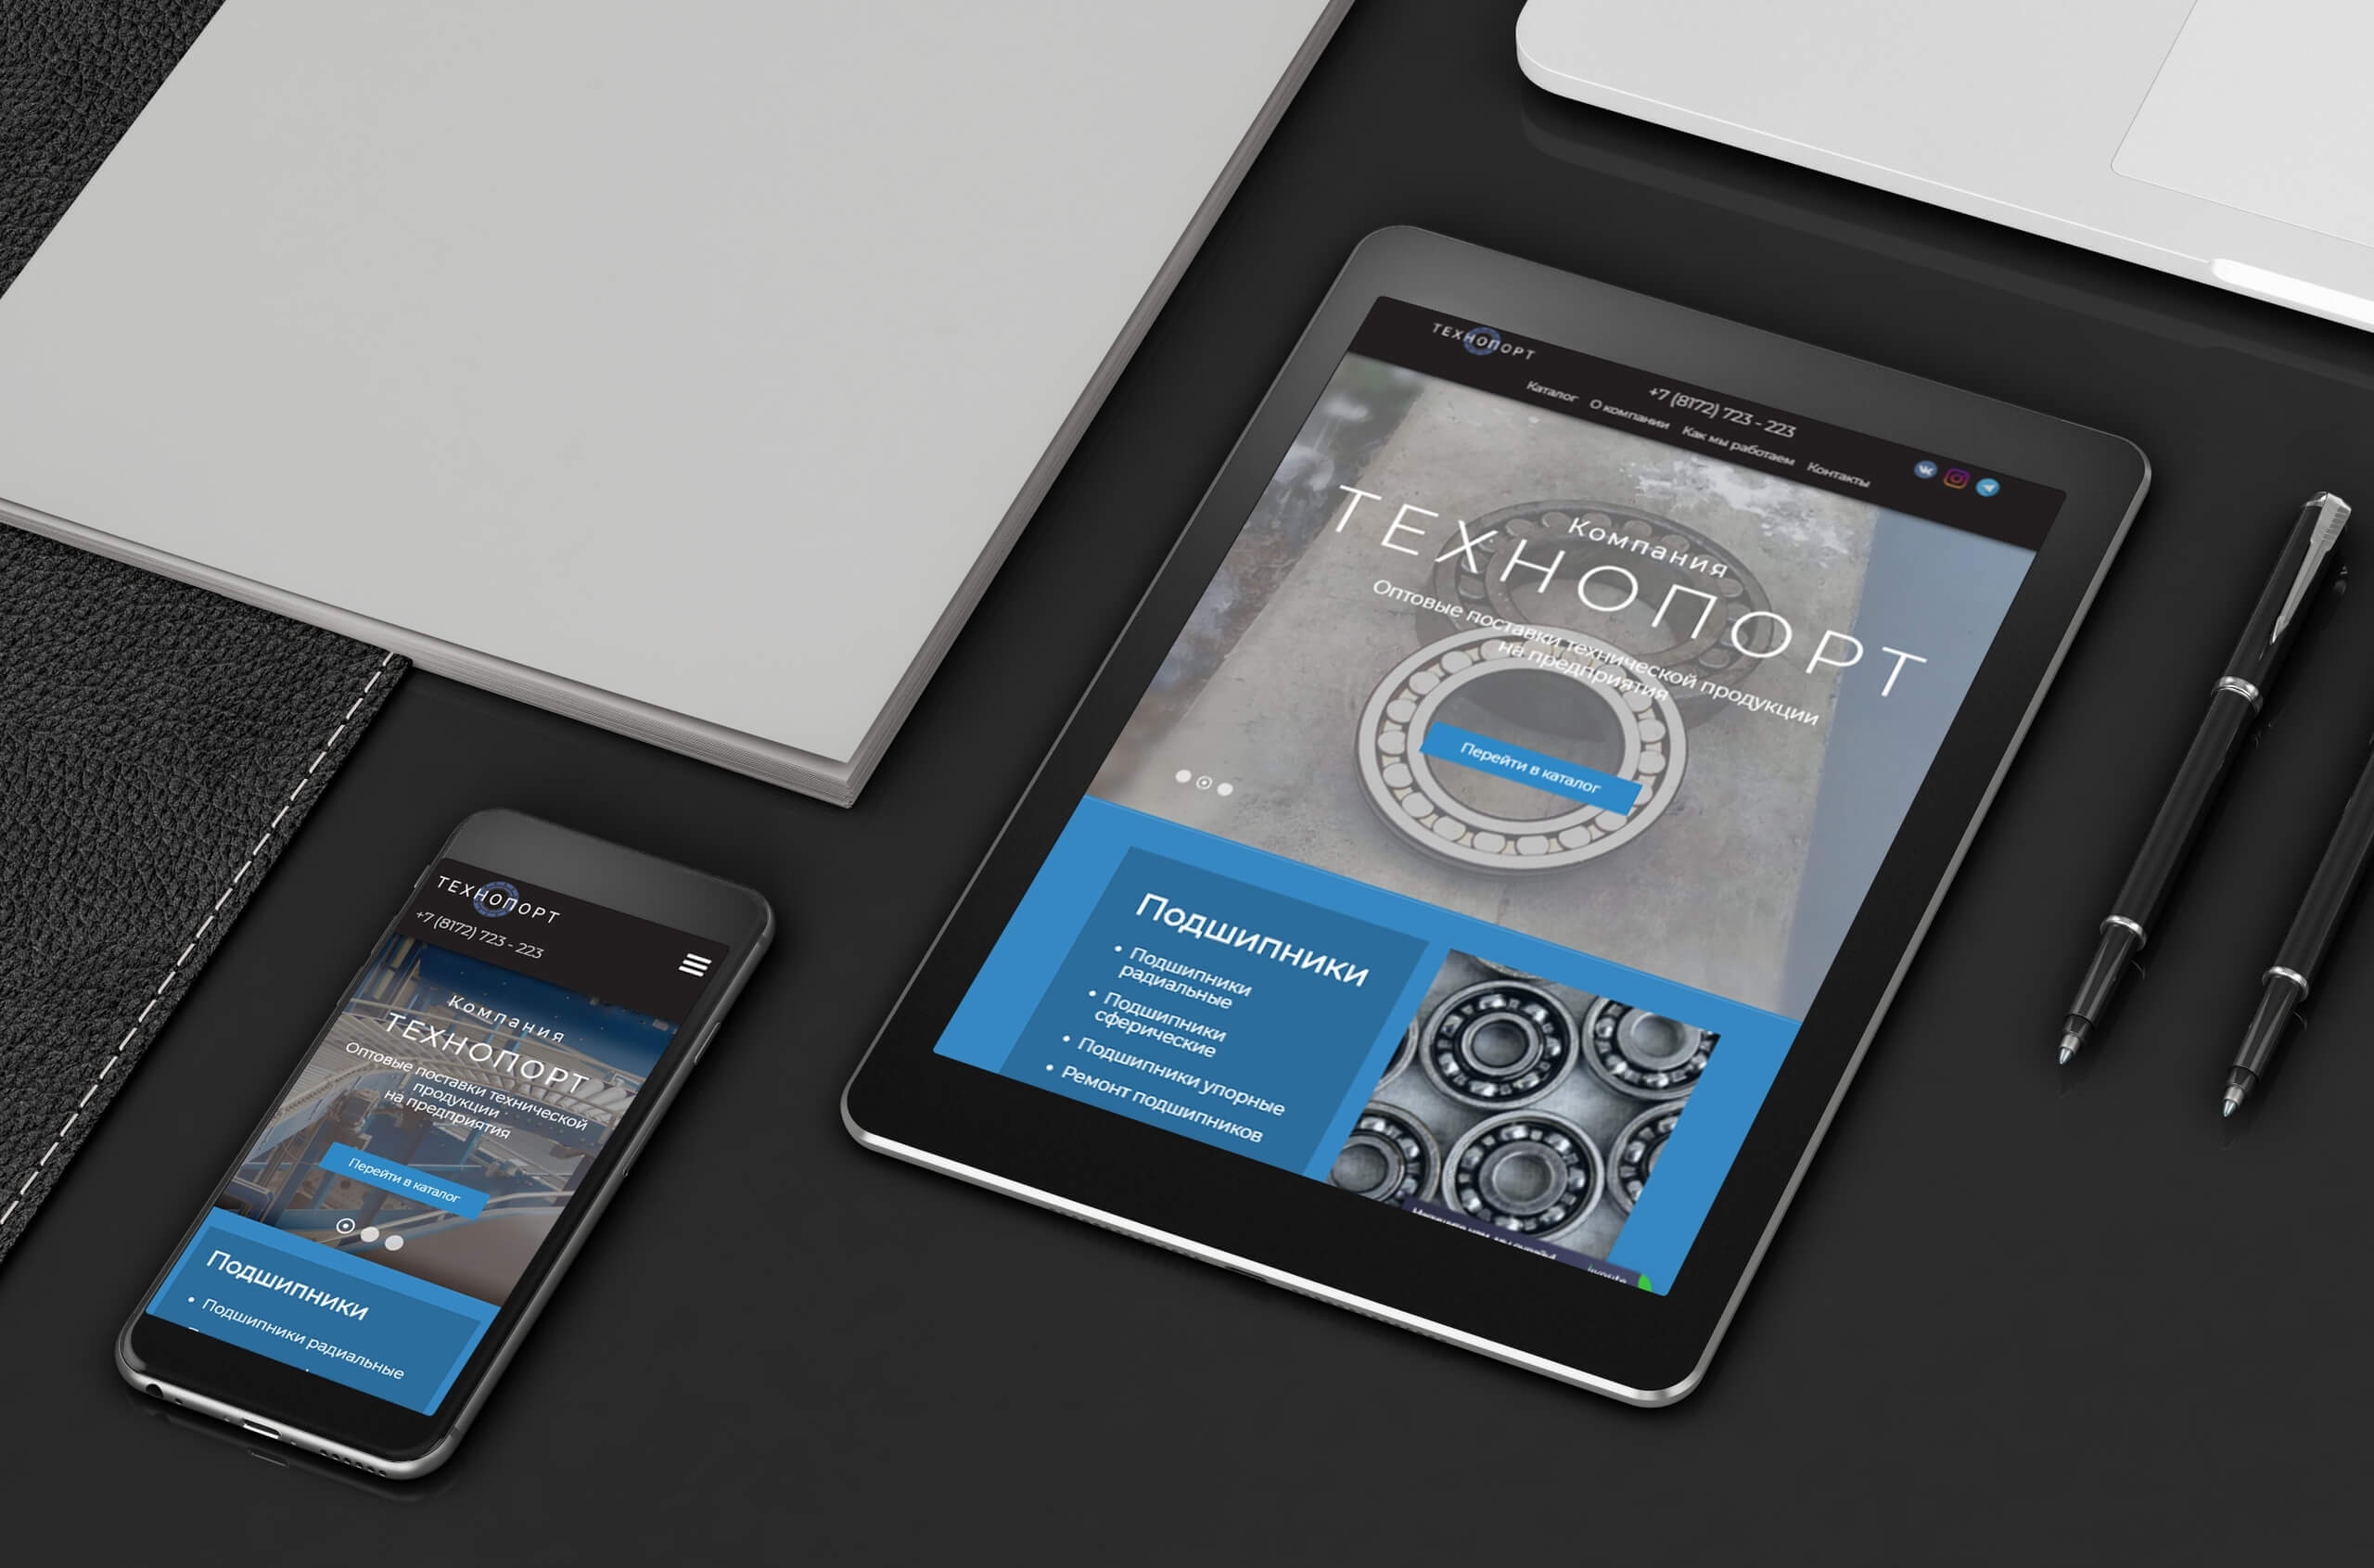 ТЕХНОПОРТ
+7 (8172) 723 - 223
Каталог О компании Как мы работаем Контакты
Компания
ТЕХНОПОРТ
Оптовые поставки технической продукции
на предприятия
Перейти в каталог
Подшипники
• Подшипники
радиальные
• Подшипники
сферические
• Подшипники упорные
• Ремонт подшипников
ТЕХНОПОРТ
+7 (8172) 723 - 223
Компания
ТЕХНОПОРТ
Оптовые поставки технической
продукции
на предприятия
Перейти в каталог
Подшипники
• Подшипники радиальные